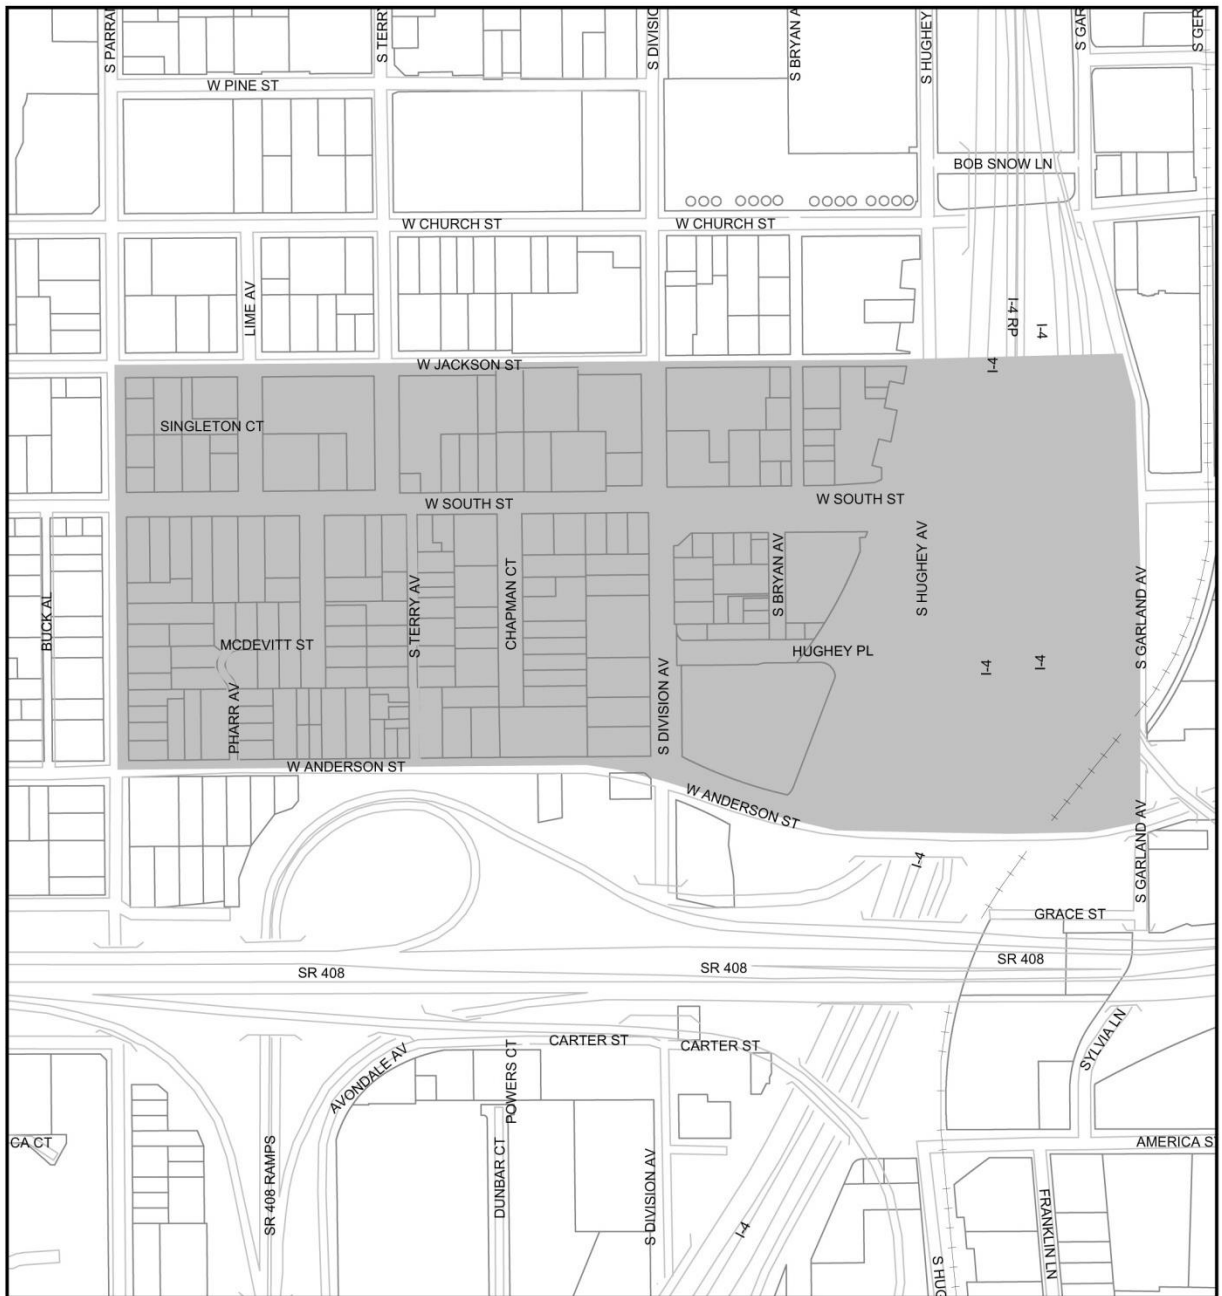 S PARRA
S TERRY
S DIVISIO
S BRYAN A
S HUGHEY
S GAR
S GER
W PINE ST
BOB SNOW LN
W CHURCH ST
W CHURCH ST
LIME AV
I-4 RP
I-4
W JACKSON ST
I-4
SINGLETON CT
W SOUTH ST
W SOUTH ST
BUCK AL
S TERRY AV
CHAPMAN CT
S BRYAN AV
S HUGHEY AV
S GARLAND AV
MCDEVITT ST
HUGHEY PL
I-4
I-4
PHARR AV
S DIVISION AV
W ANDERSON ST
W ANDERSON ST
S GARLAND AV
I-4
GRACE ST
SR 408
SR 408
SR 408
CARTER ST
CARTER ST
SYLVIA LN
AVONDALE AV
POWERS CT
CA CT
AMERICA S
SR 408 RAMPS
DUNBAR CT
S DIVISION AV
I-4
FRANKLIN LN
S HUG